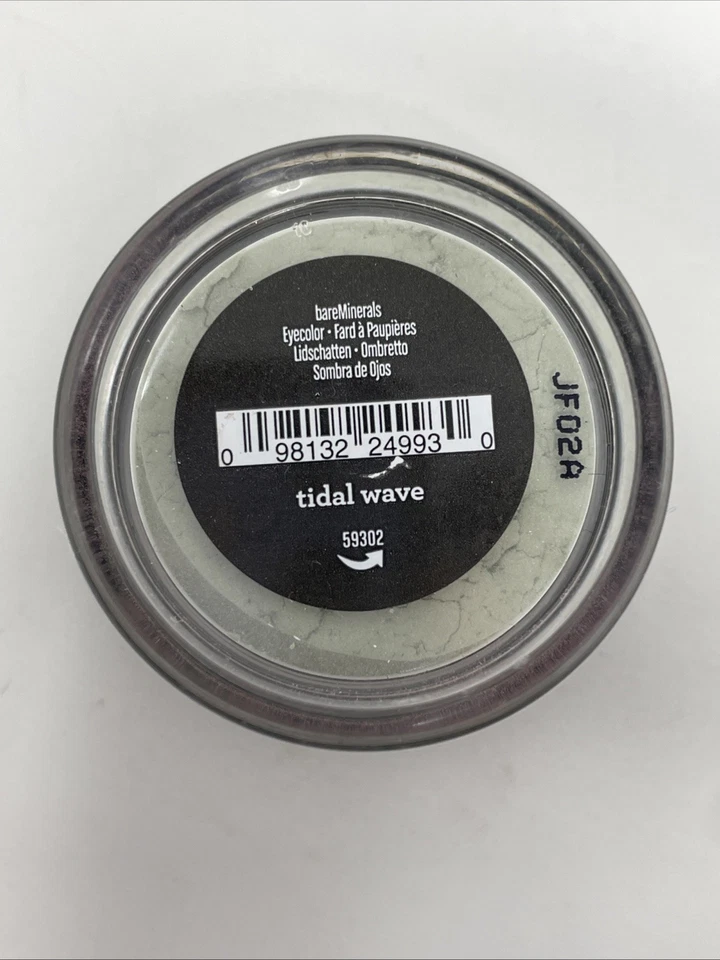 bareMinerals
Eyecolor • Fard à Paupières
Lidschatten • Ombretto
Sombra de Ojos
0 98132 24993 0
tidal wave
59302
JF02A